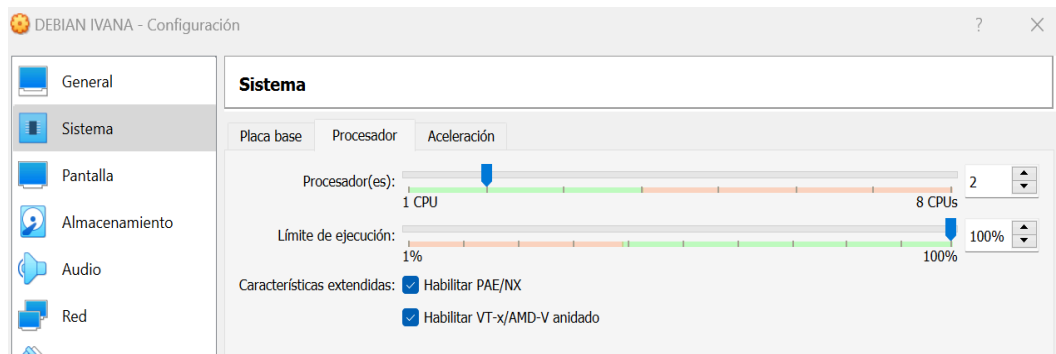 DEBIAN IVANA - Configuración
?
General
Sistema
Pantalla
Almacenamiento
Audio
Red
Sistema
Placa base Procesador Aceleración
Procesador(es): 2
1 CPU 8 CPUs
Límite de ejecución: 100%
1% 100%
Características extendidas: Habilitar PAE/NX
Habilitar VT-x/AMD-V anidado